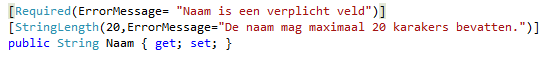 [Required(ErrorMessage= "Naam is een verplicht veld")]
[StringLength(20,ErrorMessage="De naam mag maximaal 20 karakers bevatten.")]
public String Naam { get; set; }